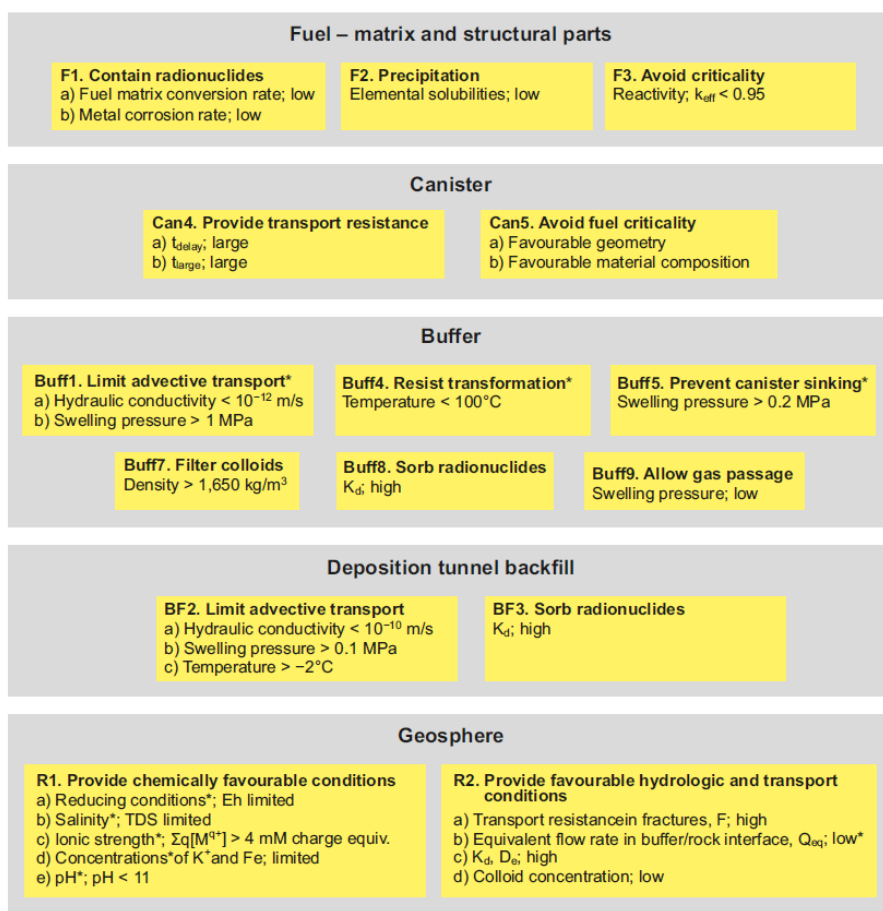 Fuel – matrix and structural parts
F1. Contain radionuclides
a) Fuel matrix conversion rate; low
b) Metal corrosion rate; low
F2. Precipitation
Elemental solubilities; low
F3. Avoid criticality
Reactivity; keff < 0.95
Canister
Can4. Provide transport resistance
a) tdelay; large
b) tlarge; large
Can5. Avoid fuel criticality
a) Favourable geometry
b) Favourable material composition
Buffer
Buff1. Limit advective transport*
a) Hydraulic conductivity < 10⁻¹² m/s
b) Swelling pressure > 1 MPa
Buff4. Resist transformation*
Temperature < 100°C
Buff5. Prevent canister sinking*
Swelling pressure > 0.2 MPa
Buff7. Filter colloids
Density > 1,650 kg/m³
Buff8. Sorb radionuclides
Kd; high
Buff9. Allow gas passage
Swelling pressure; low
Deposition tunnel backfill
BF2. Limit advective transport
a) Hydraulic conductivity < 10⁻¹⁰ m/s
b) Swelling pressure > 0.1 MPa
c) Temperature > −2°C
BF3. Sorb radionuclides
Kd; high
Geosphere
R1. Provide chemically favourable conditions
a) Reducing conditions*; Eh limited
b) Salinity*; TDS limited
c) Ionic strength*; Σq[Mq+] > 4 mM charge equiv.
d) Concentrations*of K⁺and Fe; limited
e) pH*; pH < 11
R2. Provide favourable hydrologic and transport
conditions
a) Transport resistancein fractures, F; high
b) Equivalent flow rate in buffer/rock interface, Qeq; low*
c) Kd, De; high
d) Colloid concentration; low